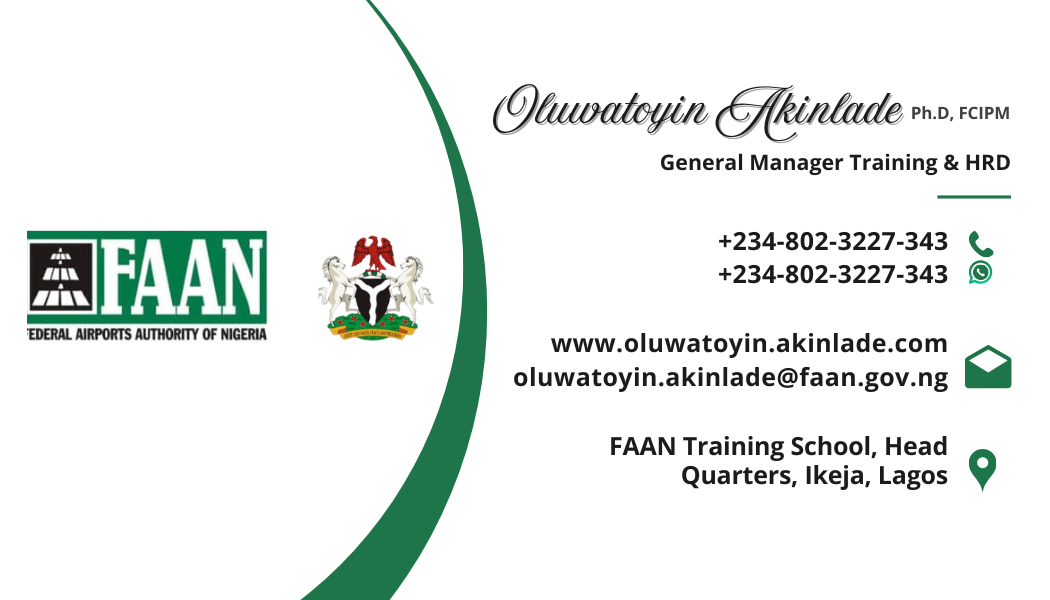 Oluwatoyin Akinlade Ph.D, FCIPM
General Manager Training & HRD
+234-802-3227-343
+234-802-3227-343
www.oluwatoyin.akinlade.com
oluwatoyin.akinlade@faan.gov.ng
FAAN Training School, Head
Quarters, Ikeja, Lagos
FAAN
EDERAL AIRPORTS AUTHORITY OF NIGERIA